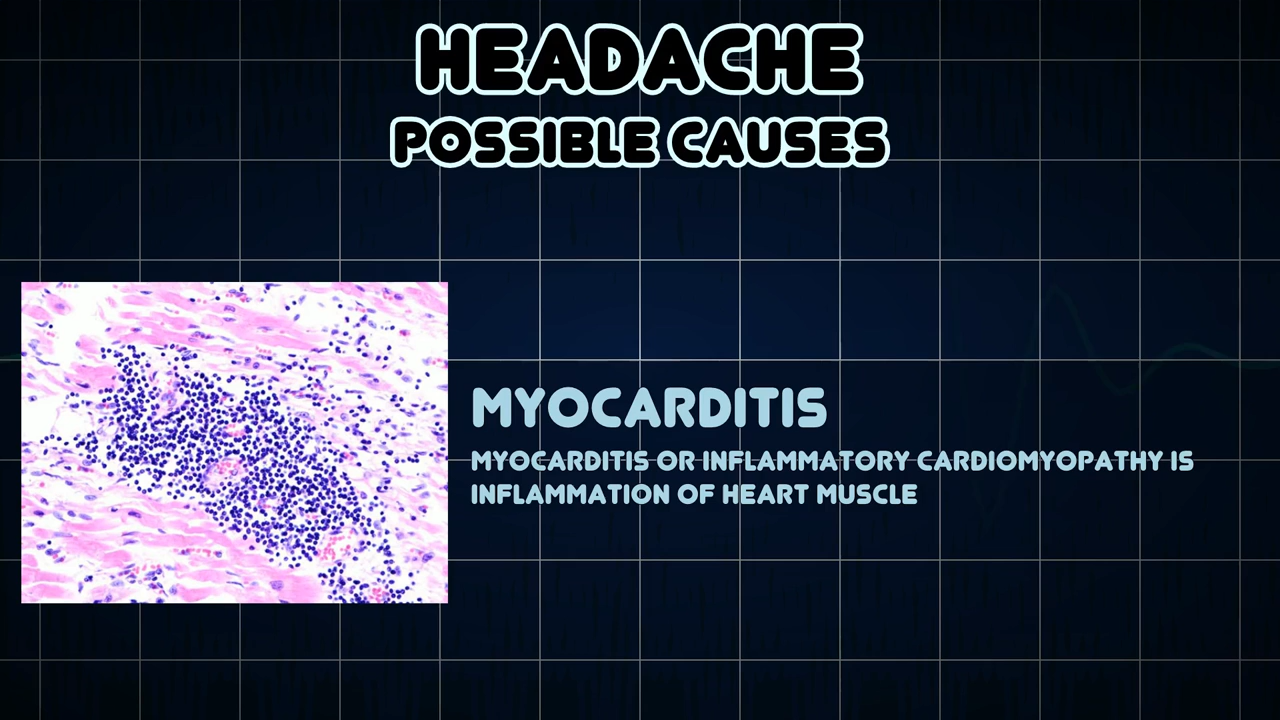 HEADACHE
POSSIBLE CAUSES
MYOCARDITIS
MYOCARDITIS OR INFLAMMATORY CARDIOMYOPATHY IS
INFLAMMATION OF HEART MUSCLE